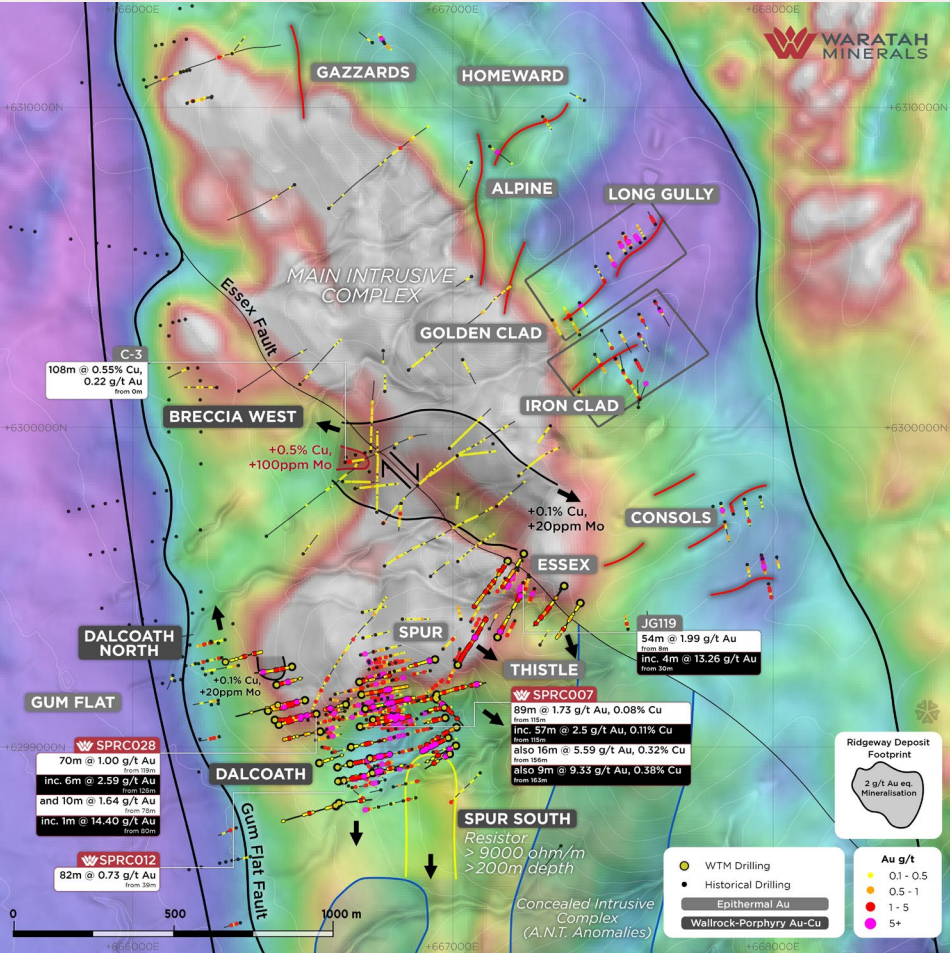 +666000E
+667000E
+668000E
WARATAH
MINERALS
GAZZARDS
HOMEWARD
+6310000N
+6310000N
ALPINE
LONG GULLY
MAIN INTRUSIVE
COMPLEX
Essex Fault
GOLDEN CLAD
C-3
108m @ 0.55% Cu,
0.22 g/t Au
from 0m
BRECCIA WEST
IRON CLAD
+6300000N
+6300000N
+0.5% Cu,
+100ppm Mo
+0.1% Cu,
+20ppm Mo
CONSOLS
ESSEX
JG119
54m @ 1.99 g/t Au
from 8m
inc. 4m @ 13.26 g/t Au
from 30m
SPUR
DALCOATH
NORTH
THISTLE
+0.1% Cu,
+20ppm Mo
GUM FLAT
SPRC007
89m @ 1.73 g/t Au, 0.08% Cu
from 115m
inc. 57m @ 2.5 g/t Au, 0.11% Cu
from 115m
also 16m @ 5.59 g/t Au, 0.32% Cu
from 156m
also 9m @ 9.33 g/t Au, 0.38% Cu
from 163m
SPRC028
70m @ 1.00 g/t Au
from 119m
inc. 6m @ 2.59 g/t Au
from 126m
and 10m @ 1.64 g/t Au
from 78m
inc. 1m @ 14.40 g/t Au
from 80m
+6299000N
+6299000N
DALCOATH
Ridgeway Deposit
Footprint
2 g/t Au eq.
Mineralisation
Gum Flat Fault
SPUR SOUTH
Resistor
> 9000 ohm/m
>200m depth
SPRC012
82m @ 0.73 g/t Au
from 39m
Concealed Intrusive
Complex
(A.N.T. Anomalies)
WTM Drilling
Historical Drilling
Epithermal Au
Wallrock-Porphyry Au-Cu
Au g/t
0.1 - 0.5
0.5 - 1
1 - 5
5+
0
500
1000 m
+666000E
+667000E
+668000E